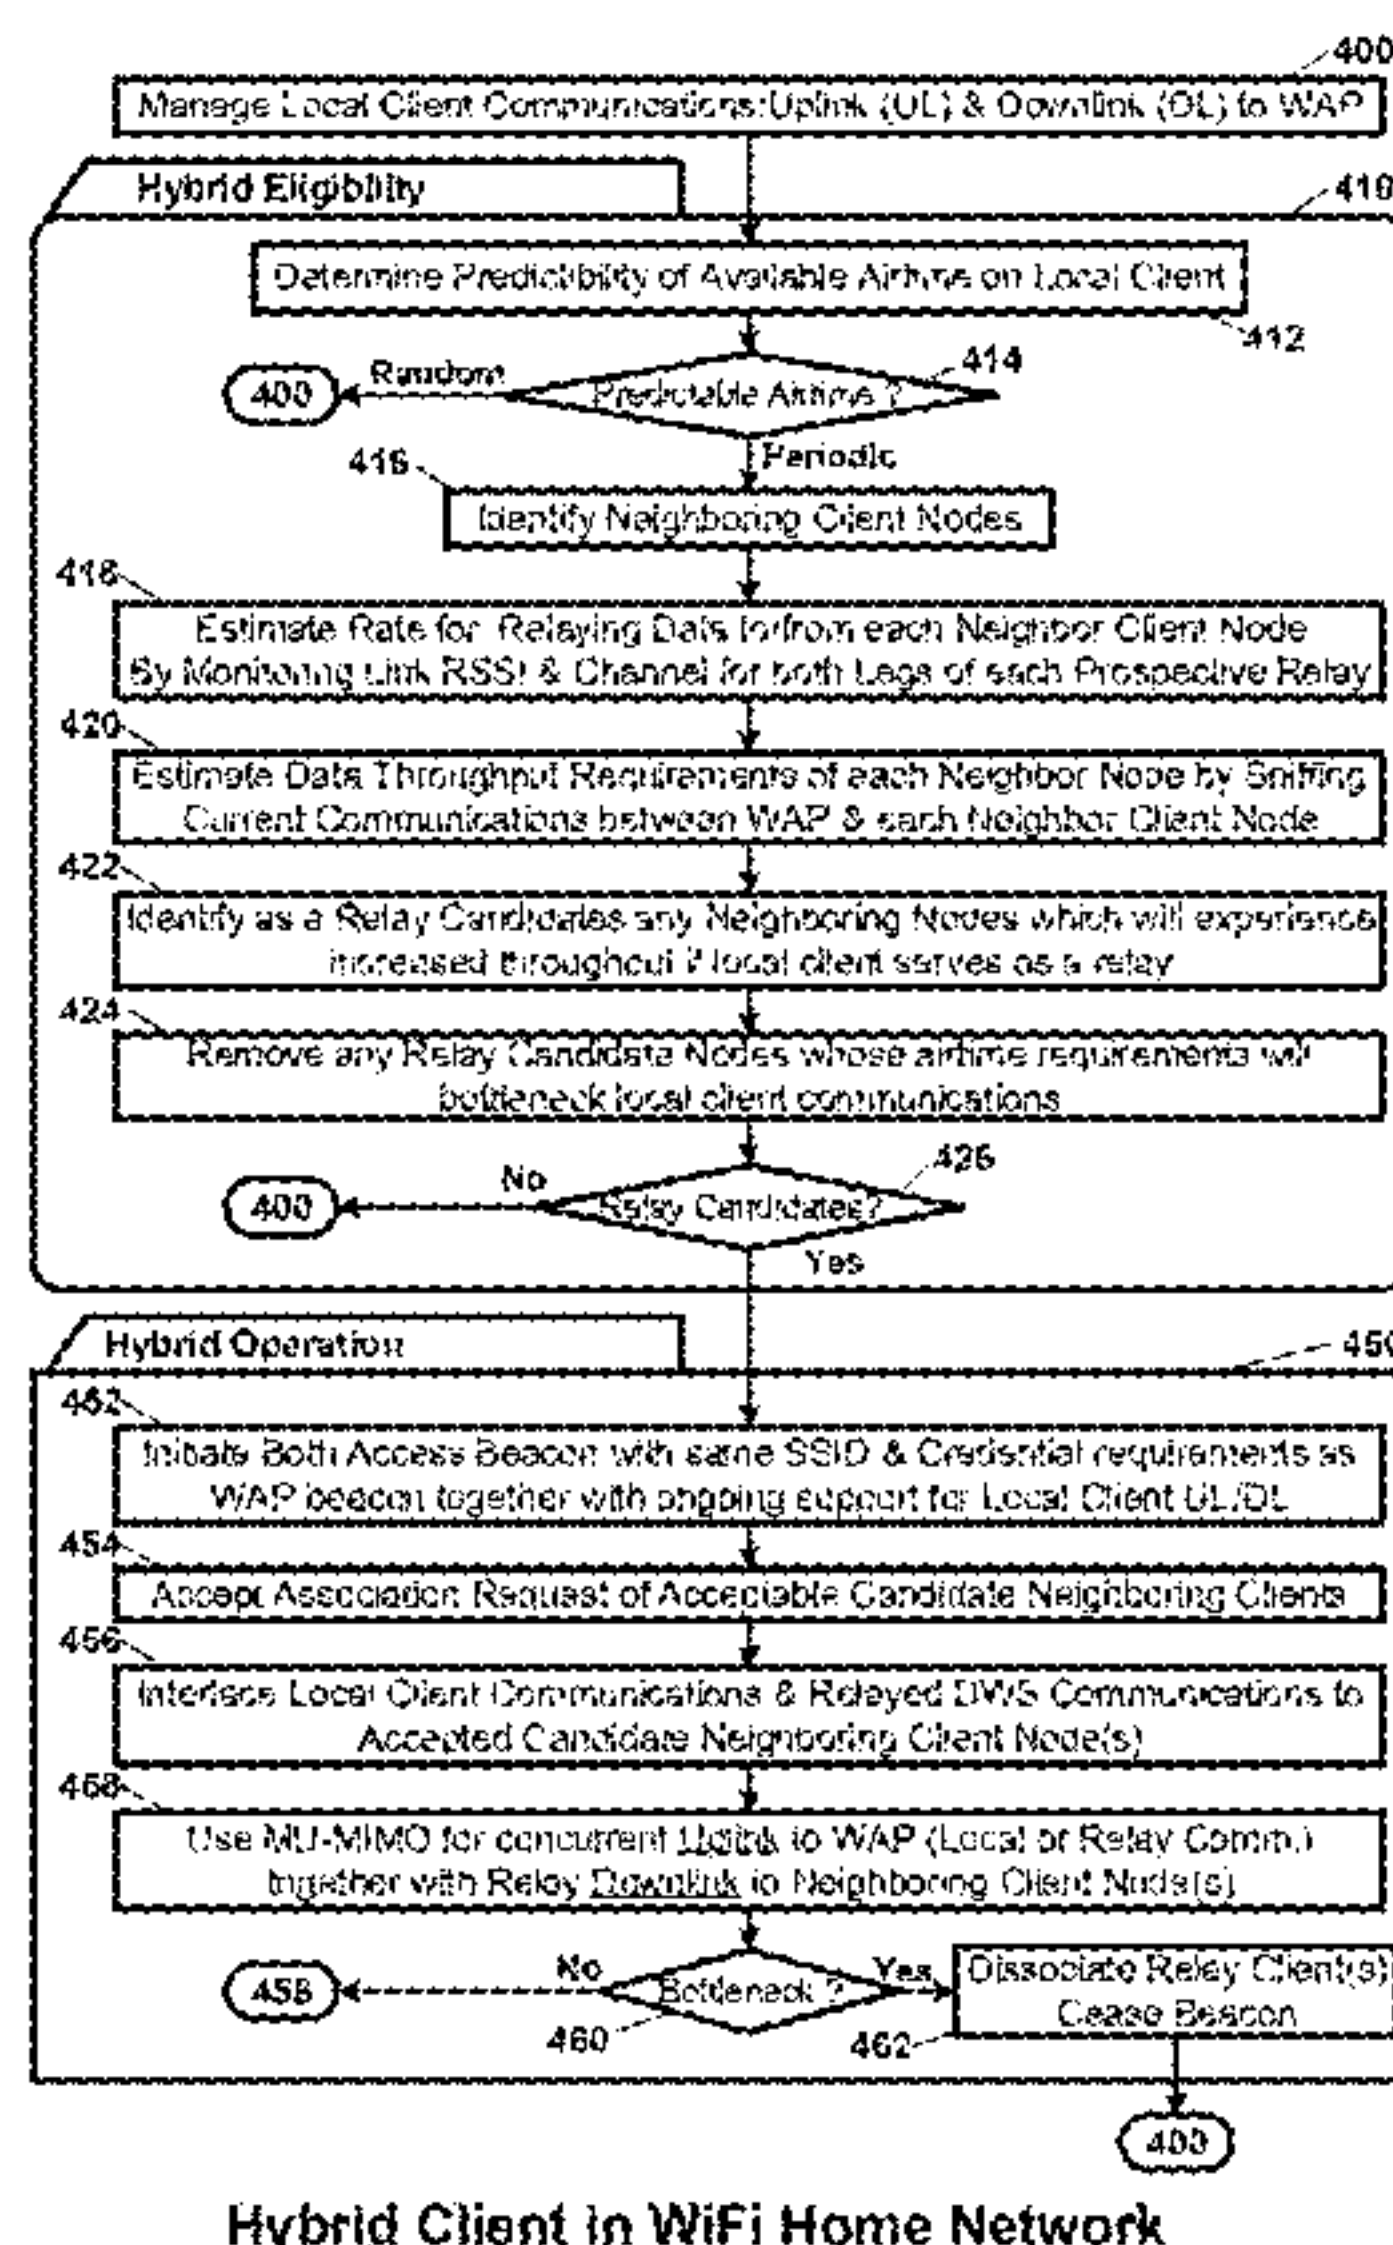 400
Manage Local Client Communications:Uplink (UL) & Downlink (DL) to WAP
Hybrid Eligibility
410
Determine Predictibility of Available Airtime on Local Client
412
414
Random
400
Predictable Airtime ?
416
Periodic
Identify Neighboring Client Nodes
418
Estimate Rate for Relaying Data to/from each Neighbor Client Node
By Monitoring Link RSSI & Channel for both Legs of each Prospective Relay
420
Estimate Data Throughput Requirements of each Neighbor Node by Sniffing
Current Communications between WAP & each Neighbor Client Node
422
Identify as a Relay Candidates any Neighboring Nodes which will experience
increased throughout if local client serves as a relay
424
Remove any Relay Candidate Nodes whose airtime requirements will
bottleneck local client communications
426
No
400
Relay Candidates?
Yes
Hybrid Operation
450
452
Initiate Both Access Beacon with same SSID & Credential requirements as
WAP beacon together with ongoing support for Local Client UL/DL
454
Accept Association Request of Acceptable Candidate Neighboring Clients
456
Local Client Communications & Relayed Communications to
Accepted Candidate Neighboring Client Node(s)
458
Use MU-MIMO for concurrent Uplink to WAP (Local or Relay Comm.)
together with Relay Downlink to Neighboring Client Node(s)
No
Yes
458
Bottleneck ?
Dissociate Relay Client(s)
Cease Beacon
460
462
400
Hybrid Client in WiFi Home Network